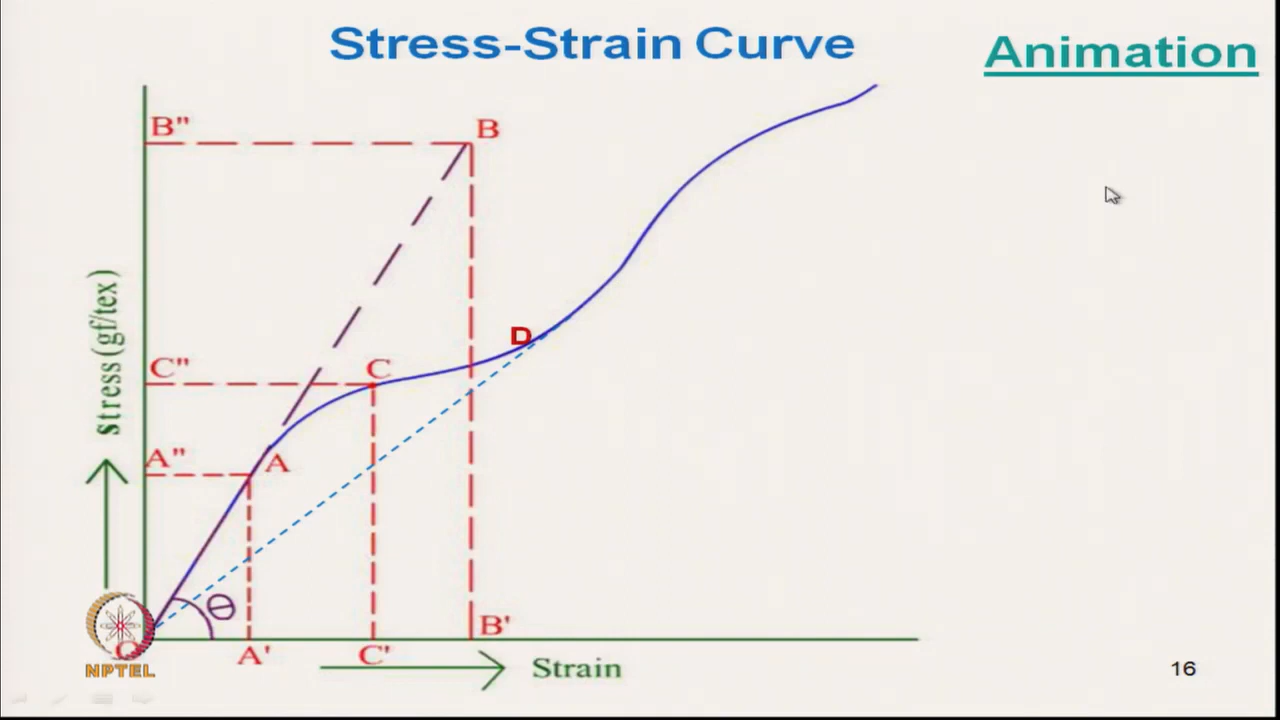 Stress-Strain Curve
Animation
B"
B
stress (gf/tex)
D
C"
C
A"
A
θ
O
B'
A'
C'
Strain
NPTEL
16